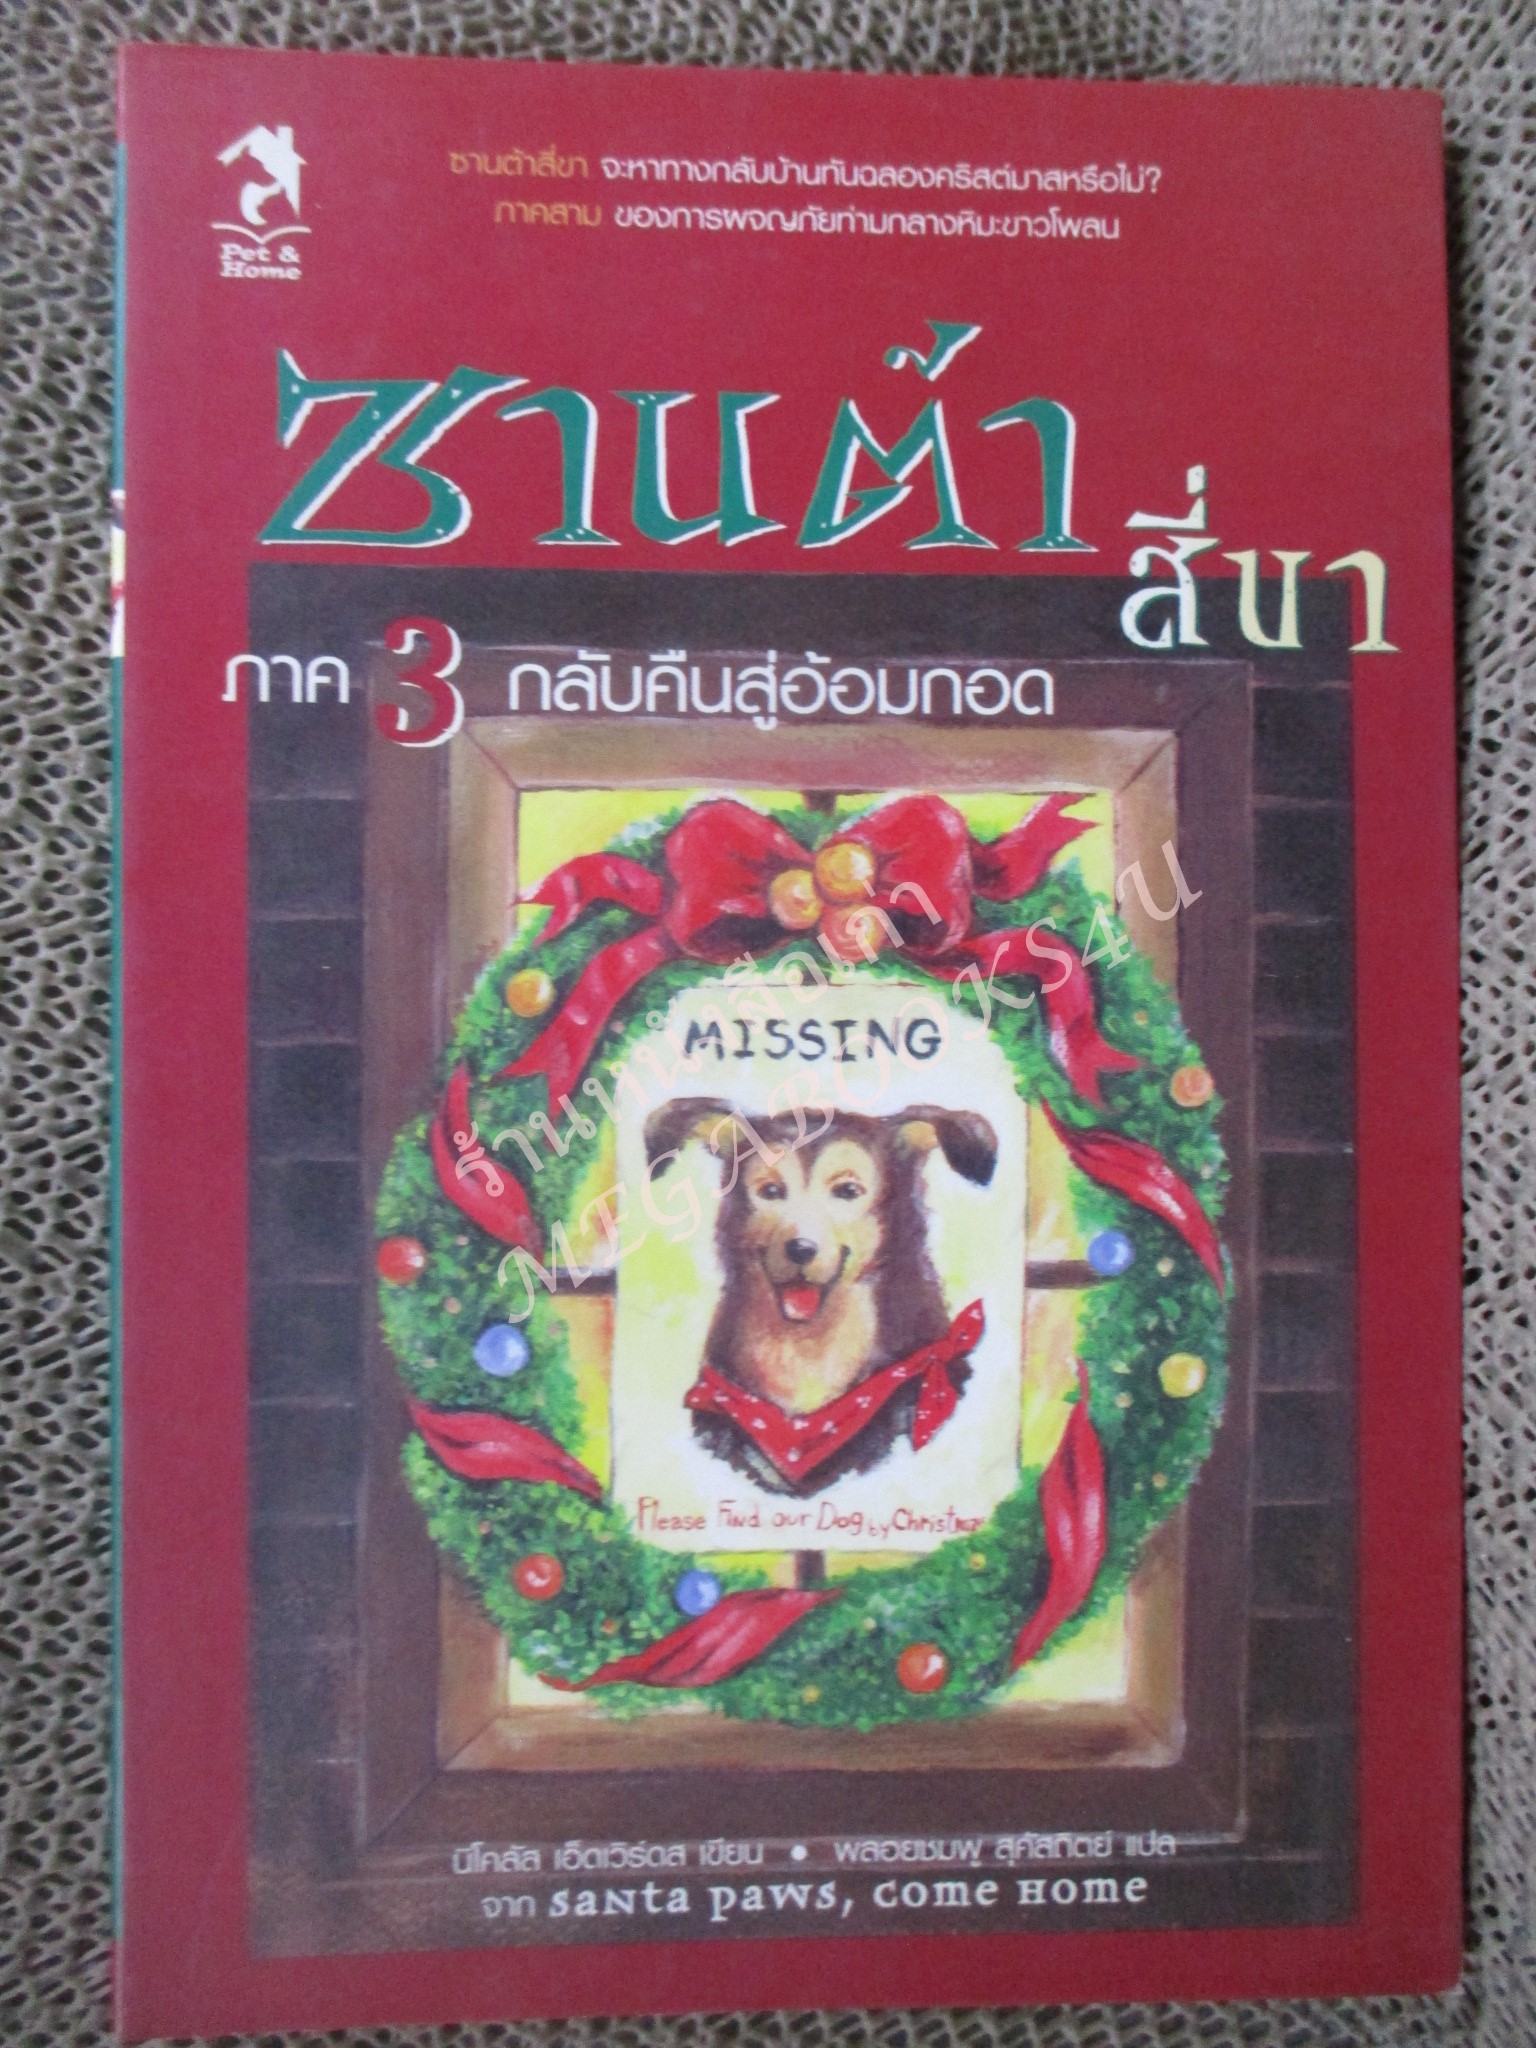 ซานต้าสี่ขา จะหาทางกลับบ้านทันฉลองคริสต์มาสหรือไม่?
ภาคสาม ของการผจญภัยท่ามกลางหิมะขาวโพลน
Pet &
Home
ซานต้า
สี่ขา
ภาค 3 กลับคืนสู่อ้อมกอด
ร้านหนังสือเก่า
MEGABOOKS4U
MISSING
Please Find our Dog by Christmas
นิโคลัส เอ็ดเวิร์ดส เขียน • พลอยชมพู สุคัสถิตย์ แปล
จาก santa paws, come Home